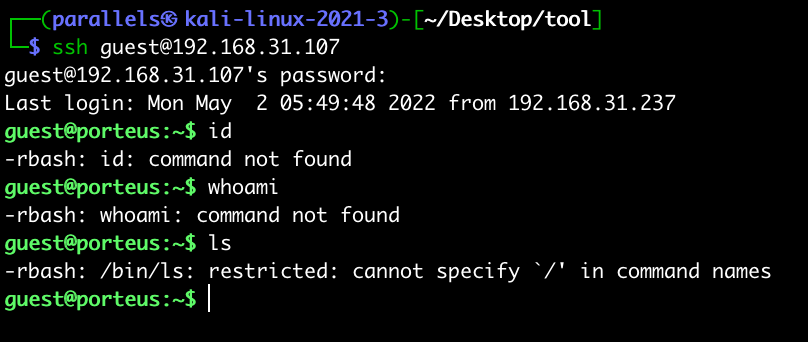 ┌──(parallels㉿kali-linux-2021-3)-[~/Desktop/tool]
└─$ ssh guest@192.168.31.107
guest@192.168.31.107's password:
Last login: Mon May  2 05:49:48 2022 from 192.168.31.237
guest@porteus:~$ id
-rbash: id: command not found
guest@porteus:~$ whoami
-rbash: whoami: command not found
guest@porteus:~$ ls
-rbash: /bin/ls: restricted: cannot specify `/' in command names
guest@porteus:~$